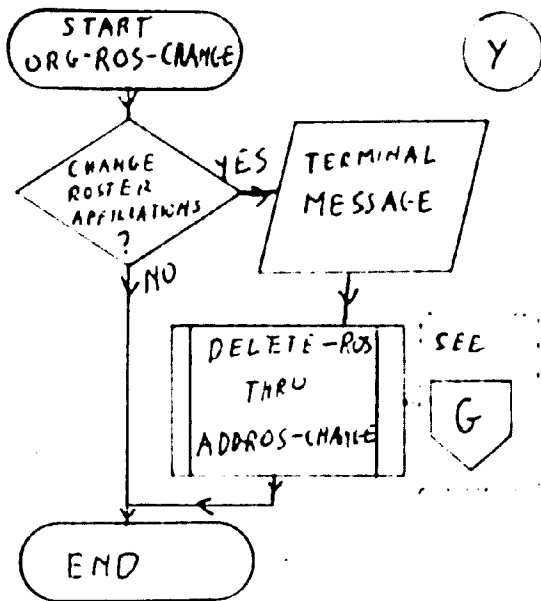 START
ORG-ROS-CHANGE
Y
CHANGE
ROSTER
AFFILIATIONS
?
YES
TERMINAL
MESSAGE
NO
DELETE-ROS
THRU
ADDROS-CHANGE
SEE
G
END